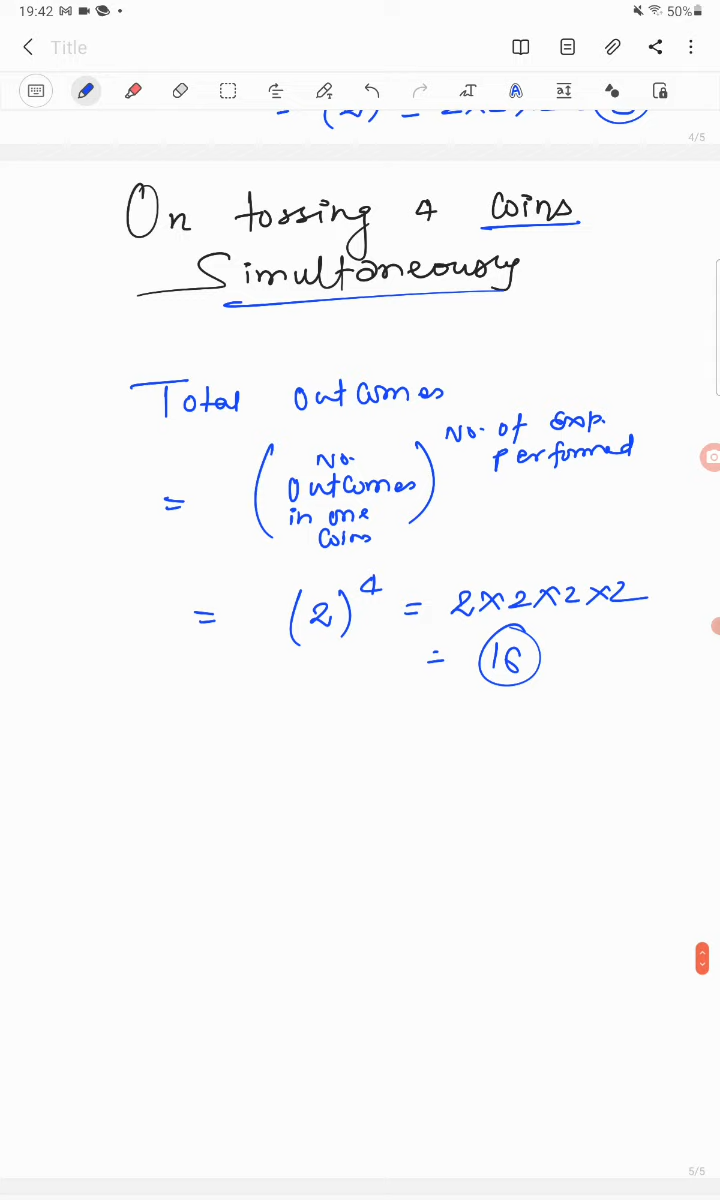 19:42
50%
Title
4/5
On tossing 4 coins
Simultaneously
Total outcomes
= (No. outcomes in one coins) No. of exp. performed
= (2)4 = 2×2×2×2
= 16
5/5